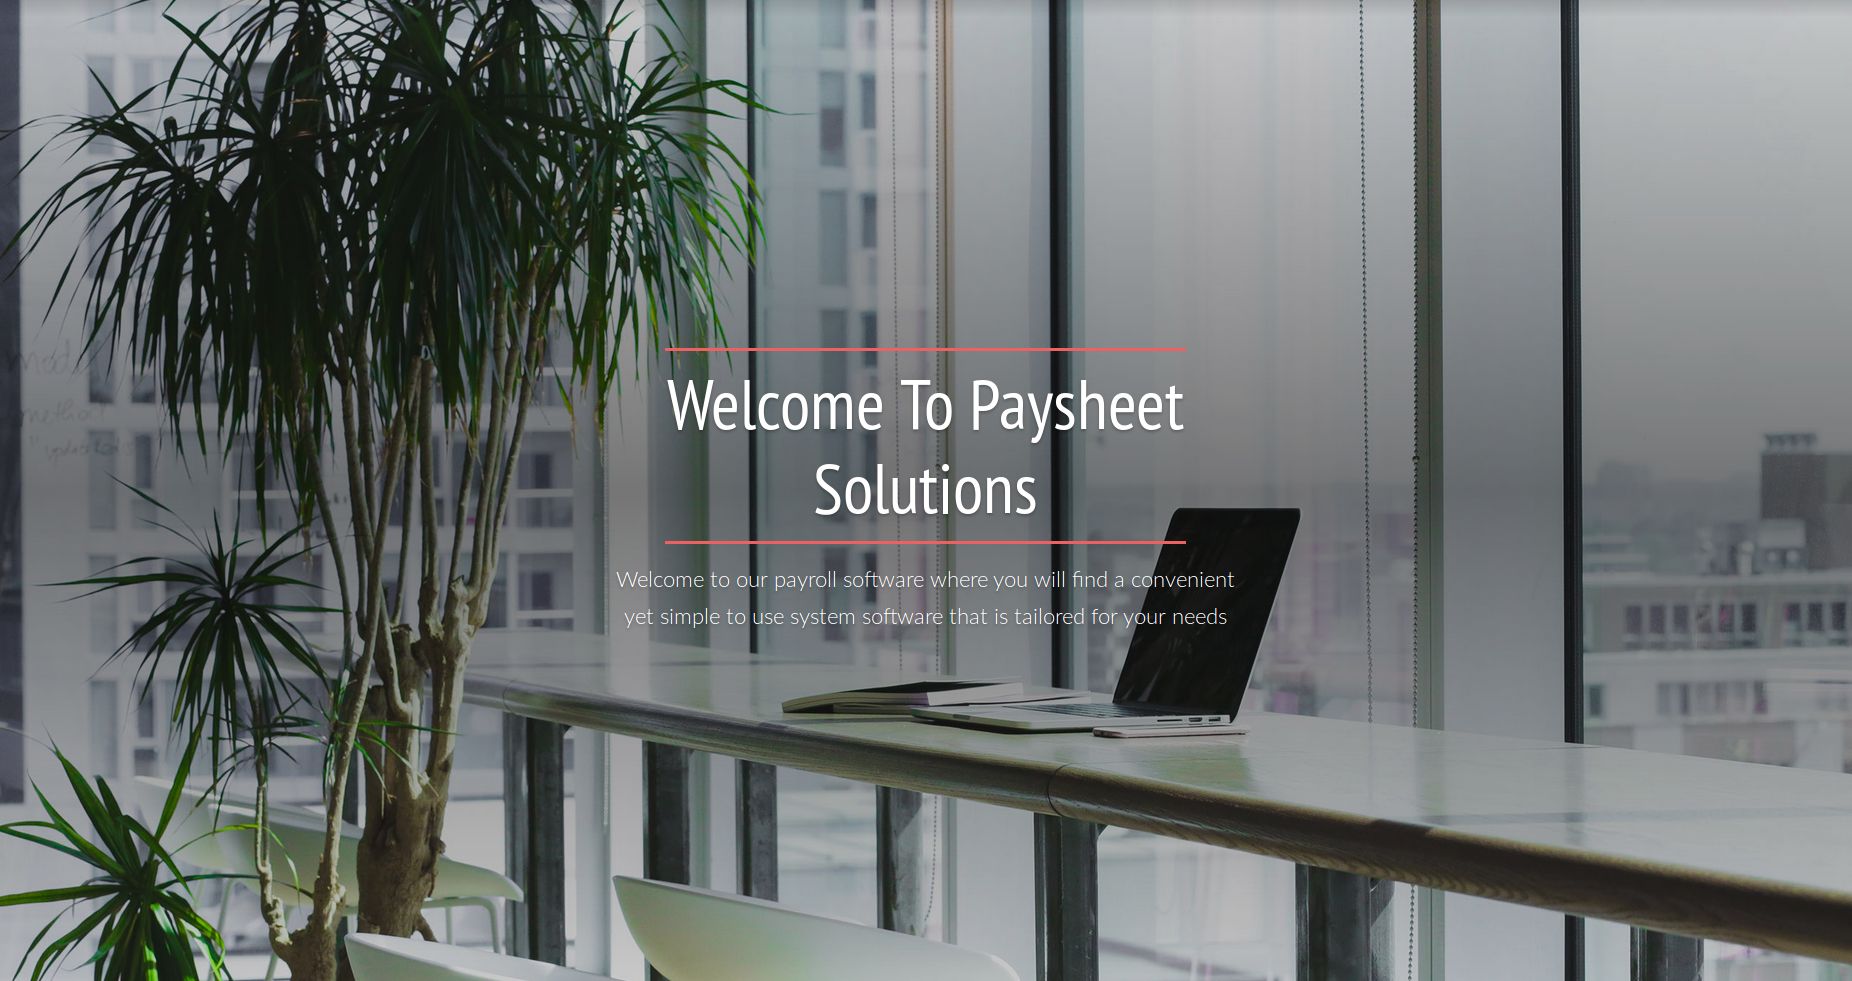 Welcome To Paysheet
Solutions
Welcome to our payroll software where you will find a convenient
yet simple to use system software that is tailored for your needs